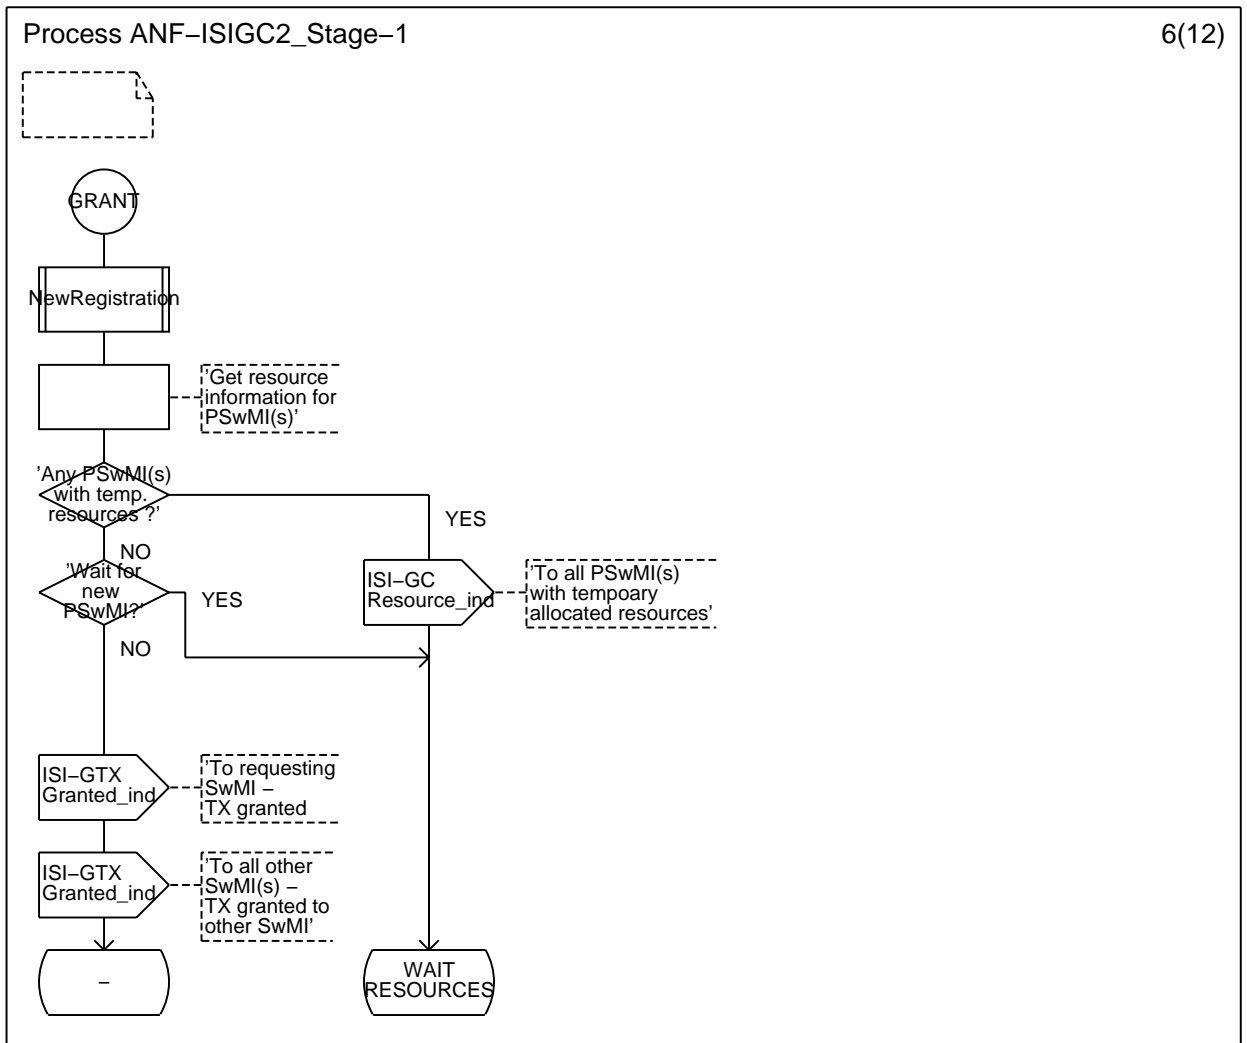 Process ANF−ISIGC2_Stage−1
6(12)
GRANT
NewRegistration
'Get resource
information for
PSwMI(s)'
'Any PSwMI(s)
with temp.
resources ?'
YES
NO
'Wait for
new
PSwMI?'
YES
ISI−GC
Resource_ind
'To all PSwMI(s)
with tempoary
allocated resources'
NO
ISI−GTX
Granted_ind
'To requesting
SwMI −
TX granted
ISI−GTX
Granted_ind
'To all other
SwMI(s) −
TX granted to
other SwMI'
−
WAIT
RESOURCES